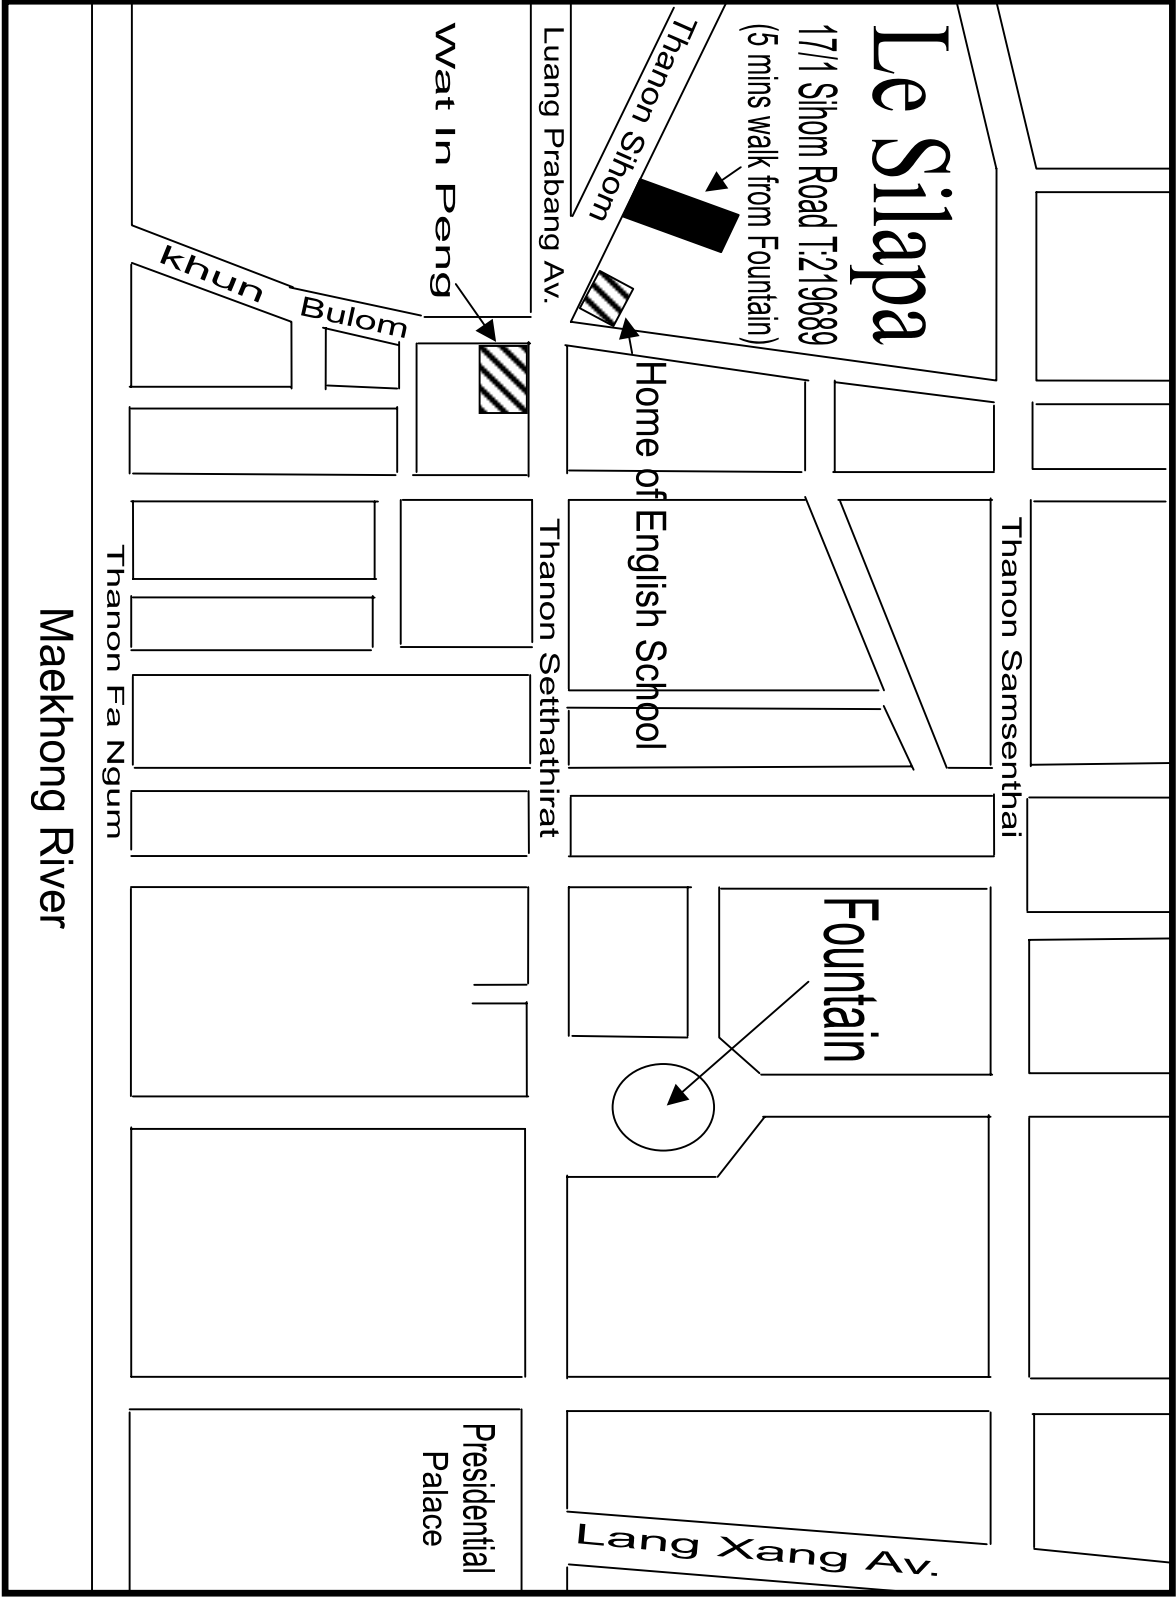 Le Silapa
17/1 Sihom Road T:219689
(5 mins walk from Fountain)
Thanon Sihom
Luang Prabang Av.
Wat In Peng
khun Bulom
Home of English School
Thanon Samsenthai
Thanon Setthathirat
Thanon Fa Ngum
Maekhong River
Fountain
Presidential
Palace
Lang Xang Av.